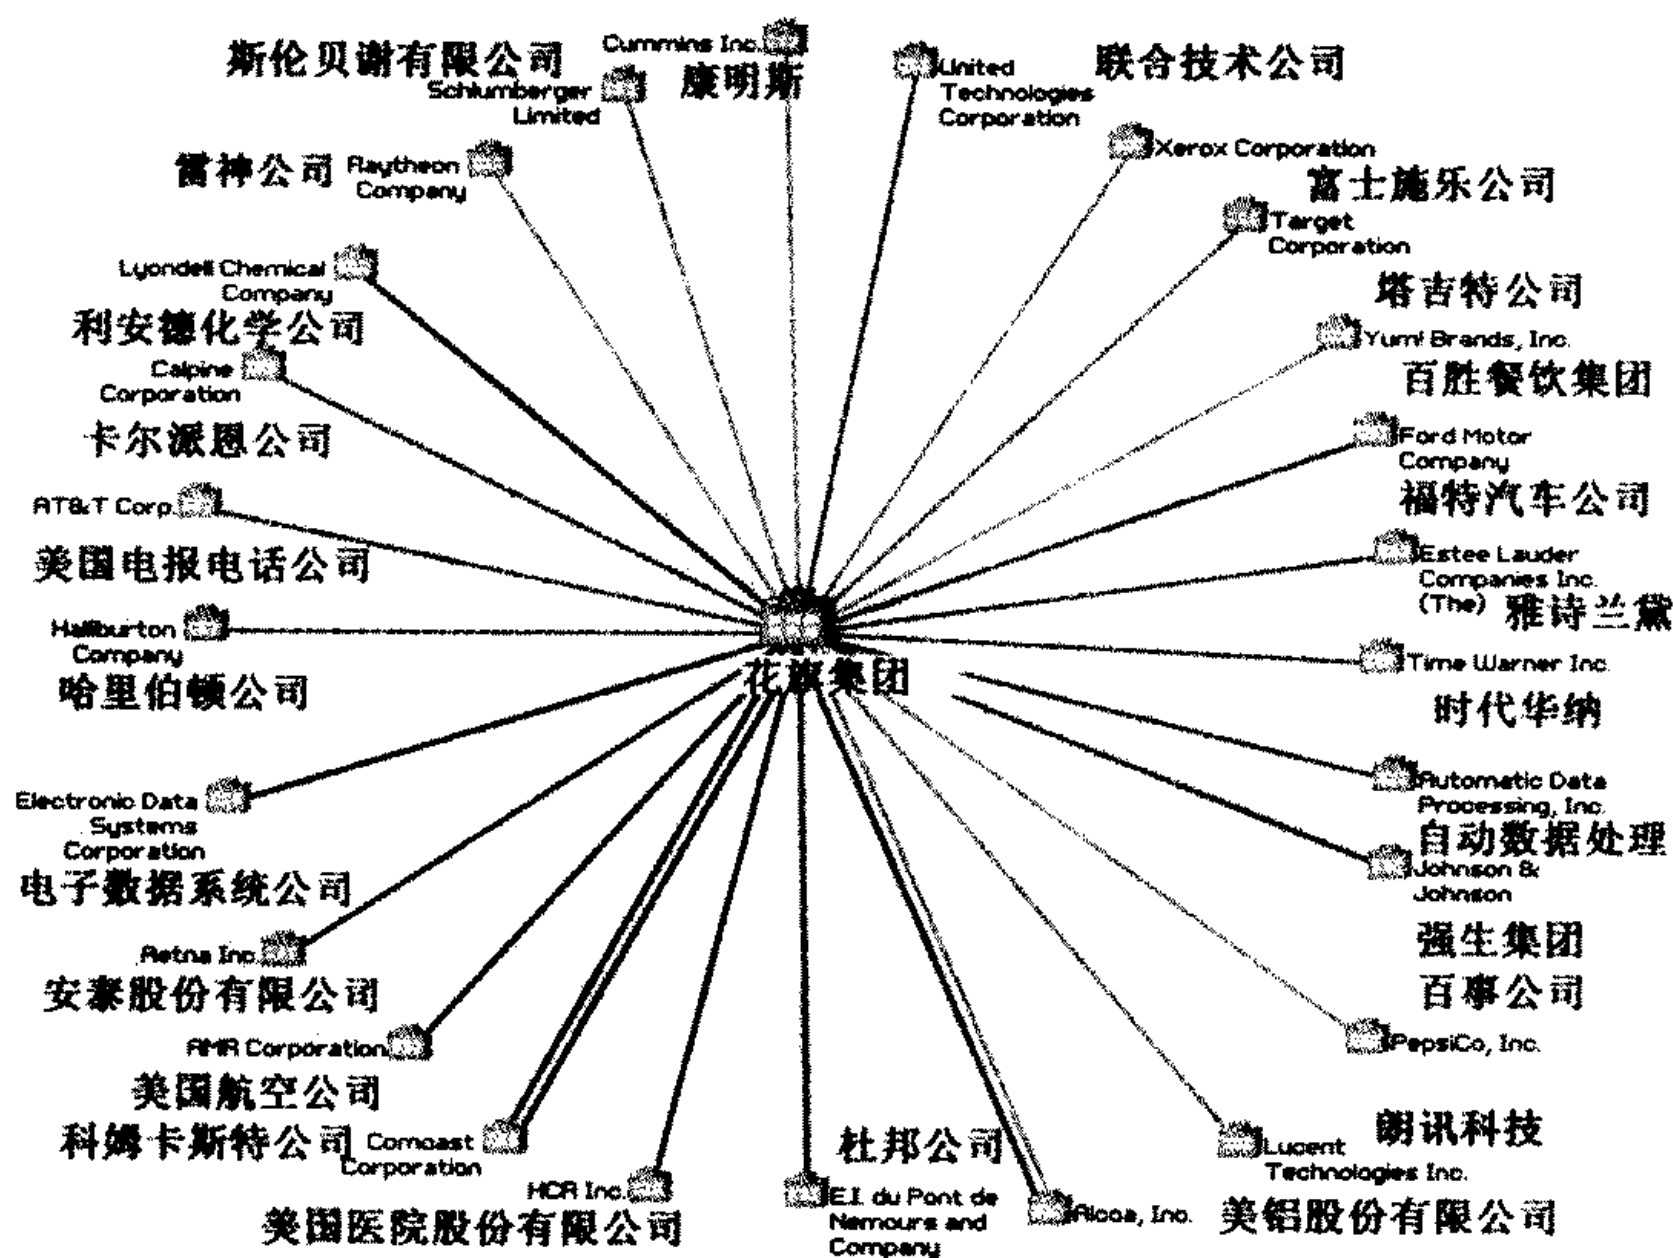 斯伦贝谢有限公司
Schlumberger
Limited
Cummins Inc.
康明斯
United
Technologies
Corporation
联合技术公司
雷神公司
Raytheon
Company
Xerox Corporation
富士施乐公司
Target
Corporation
塔吉特公司
Lyondell Chemical
Company
利安德化学公司
Yum! Brands, Inc.
百胜餐饮集团
Calpine
Corporation
卡尔派恩公司
Ford Motor
Company
福特汽车公司
AT&T Corp.
美国电报电话公司
Estee Lauder
Companies Inc.
(The)
雅诗兰黛
Halliburton
Company
哈里伯顿公司
花旗集团
Time Warner Inc.
时代华纳
Electronic Data
Systems
Corporation
电子数据系统公司
Automatic Data
Processing, Inc.
自动数据处理
Johnson &
Johnson
强生集团
Aetna Inc.
安泰股份有限公司
百事公司
PepsiCo, Inc.
AMR Corporation
美国航空公司
科姆卡斯特公司
Comcast
Corporation
HCA Inc.
美国医院股份有限公司
杜邦公司
E.I. du Pont de
Nemours and
Company
Alcoa, Inc.
美铝股份有限公司
朗讯科技
Lucent
Technologies Inc.